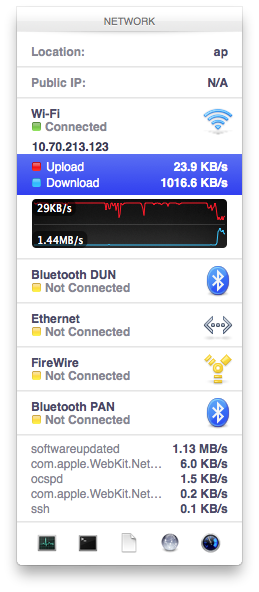 NETWORK
Location: ap
Public IP: N/A
Wi-Fi
Connected
10.70.213.123
Upload 23.9 KB/s
Download 1016.6 KB/s
29KB/s
1.44MB/s
Bluetooth DUN
Not Connected
Ethernet
Not Connected
FireWire
Not Connected
Bluetooth PAN
Not Connected
softwareupdated 1.13 MB/s
com.apple.WebKit.Net... 6.0 KB/s
ocspd 1.5 KB/s
com.apple.WebKit.Net... 0.2 KB/s
ssh 0.1 KB/s